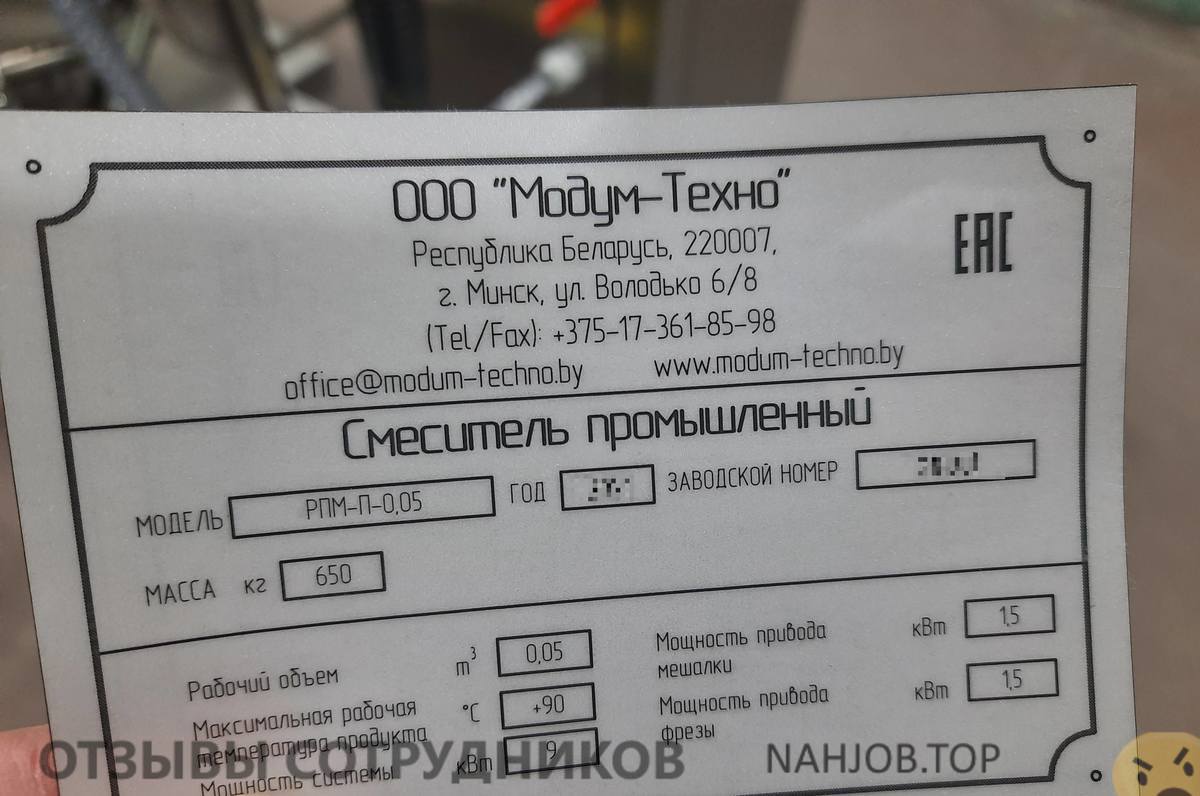 ООО "Модум-Техно"
Республика Беларусь, 220007,
г. Минск, ул. Володько 6/8
(Tel/Fax): +375-17-361-85-98
office@modum-techno.by www.modum-techno.by
EAC
Смеситель промышленный
МОДЕЛЬ РПМ-П-0,05 ГОД ЗАВОДСКОЙ НОМЕР
МАССА кг 650
Рабочий объем m³ 0,05
Максимальная рабочая температура продукта °C +90
Мощность системы кВт 9
Мощность привода мешалки кВт 1,5
Мощность привода фрезы кВт 1,5
ОТЗЫВЫ СОТРУДНИКОВ NAHJOB.TOP